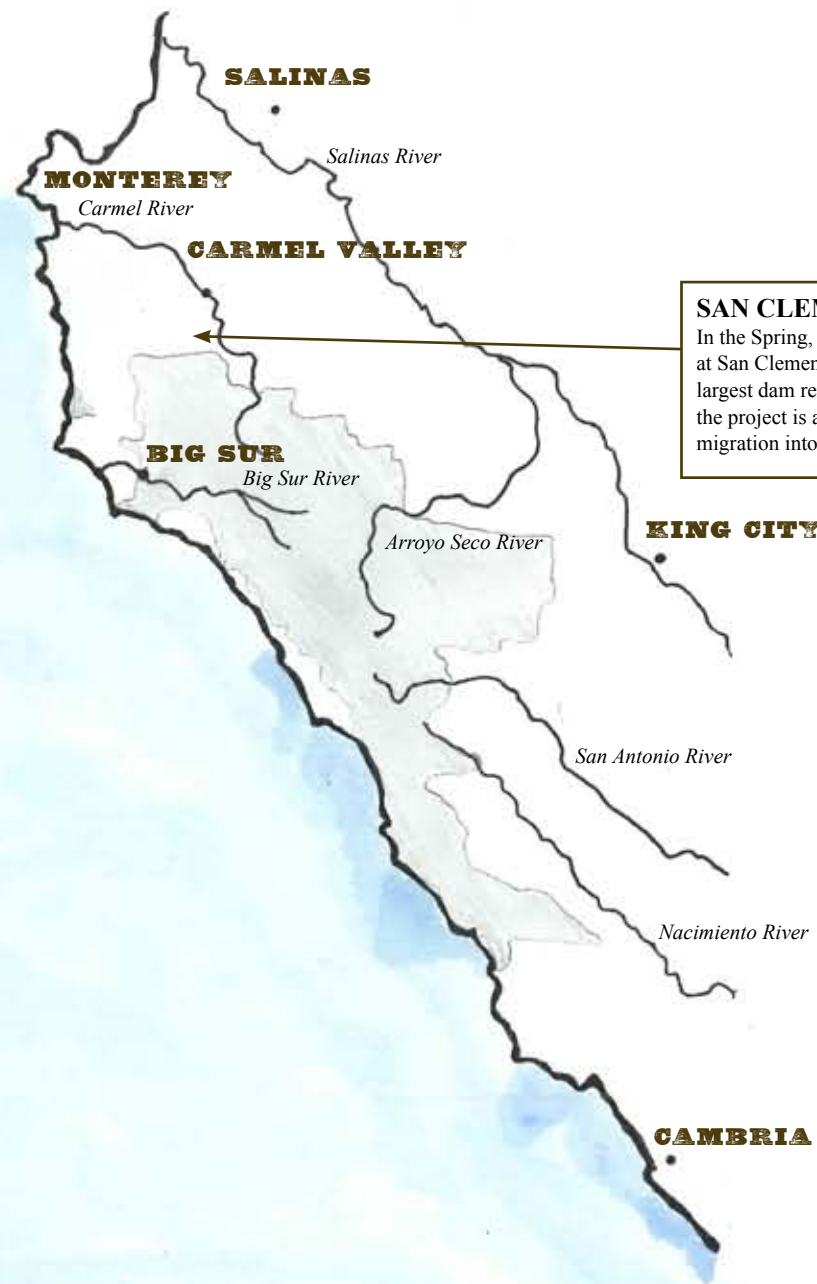 SALINAS
Salinas River
MONTEREY
Carmel River
CARMEL VALLEY
SAN CLEM
In the Spring,
at San Clemen
largest dam re
the project is a
migration into
BIG SUR
Big Sur River
KING CITY
Arroyo Seco River
San Antonio River
Nacimiento River
CAMBRIA